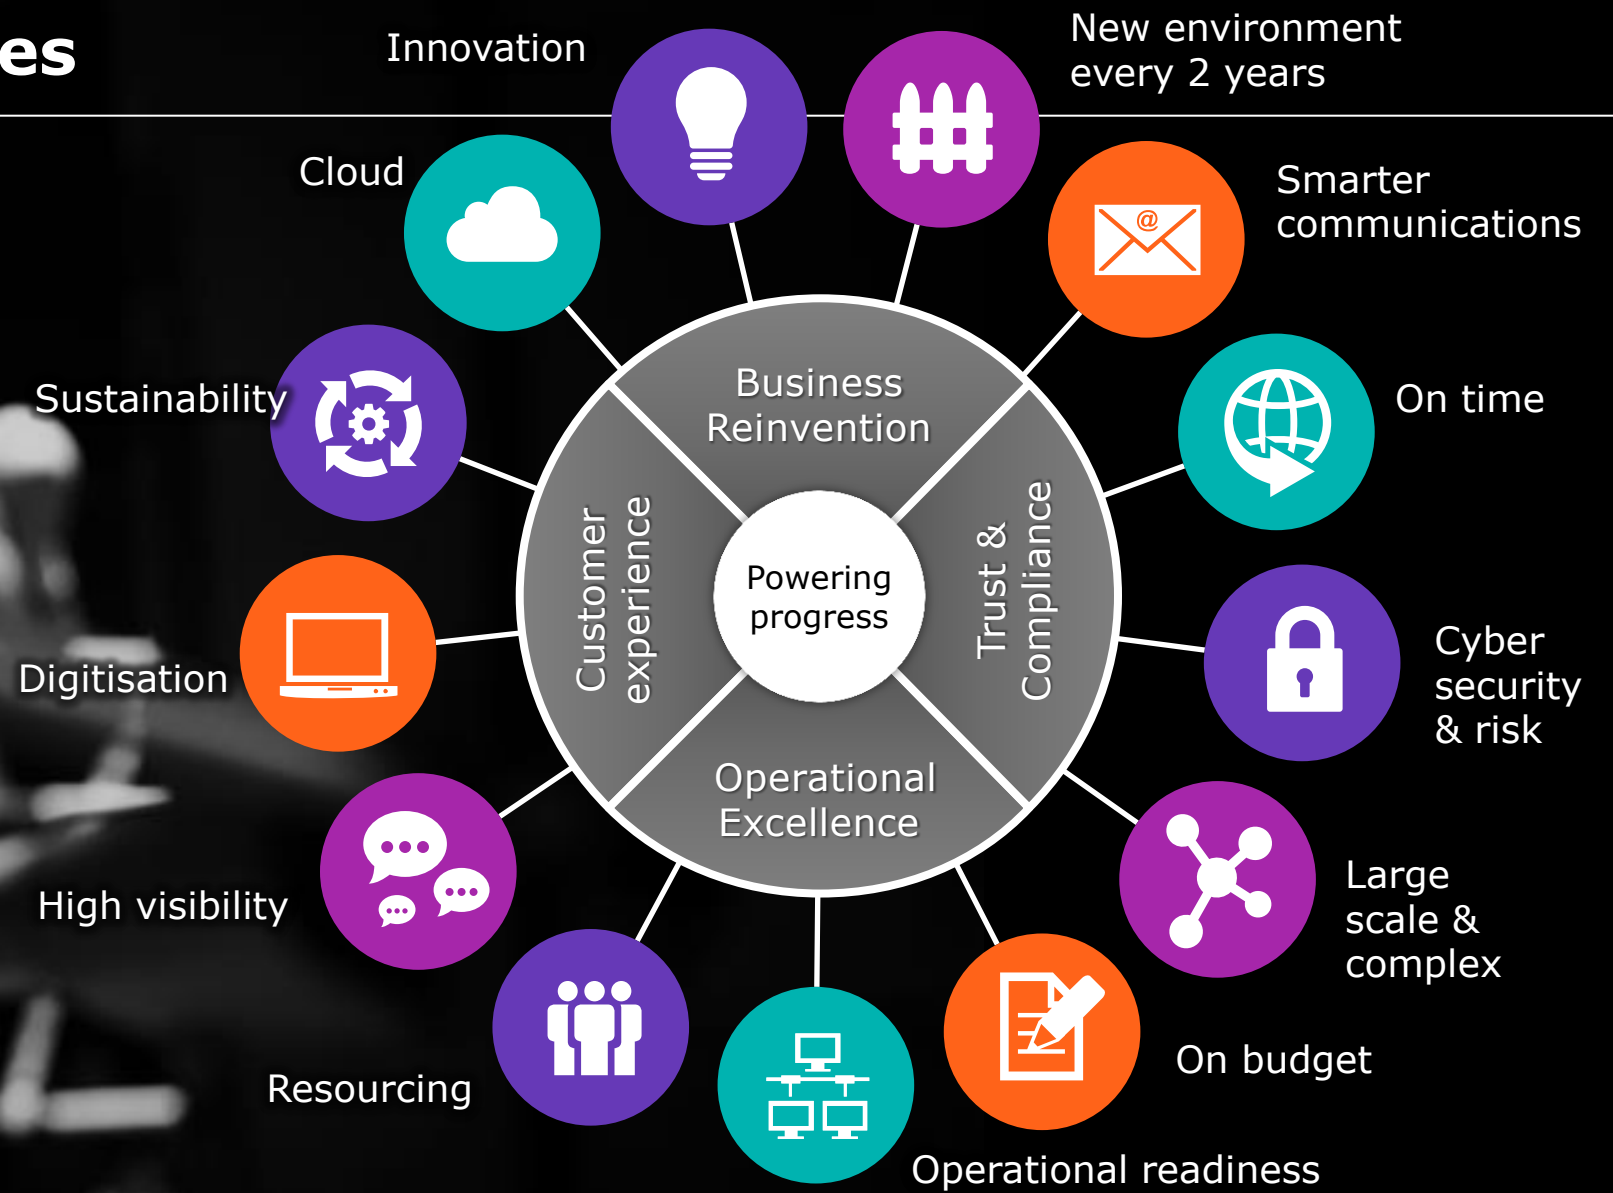 es
Innovation
New environment
every 2 years
Cloud
Smarter
communications
Sustainability
On time
Business
Reinvention
Customer
experience
Powering
progress
Trust &
Compliance
Digitisation
Cyber
security
& risk
Operational
Excellence
High visibility
Large
scale &
complex
@
Resourcing
On budget
Operational readiness